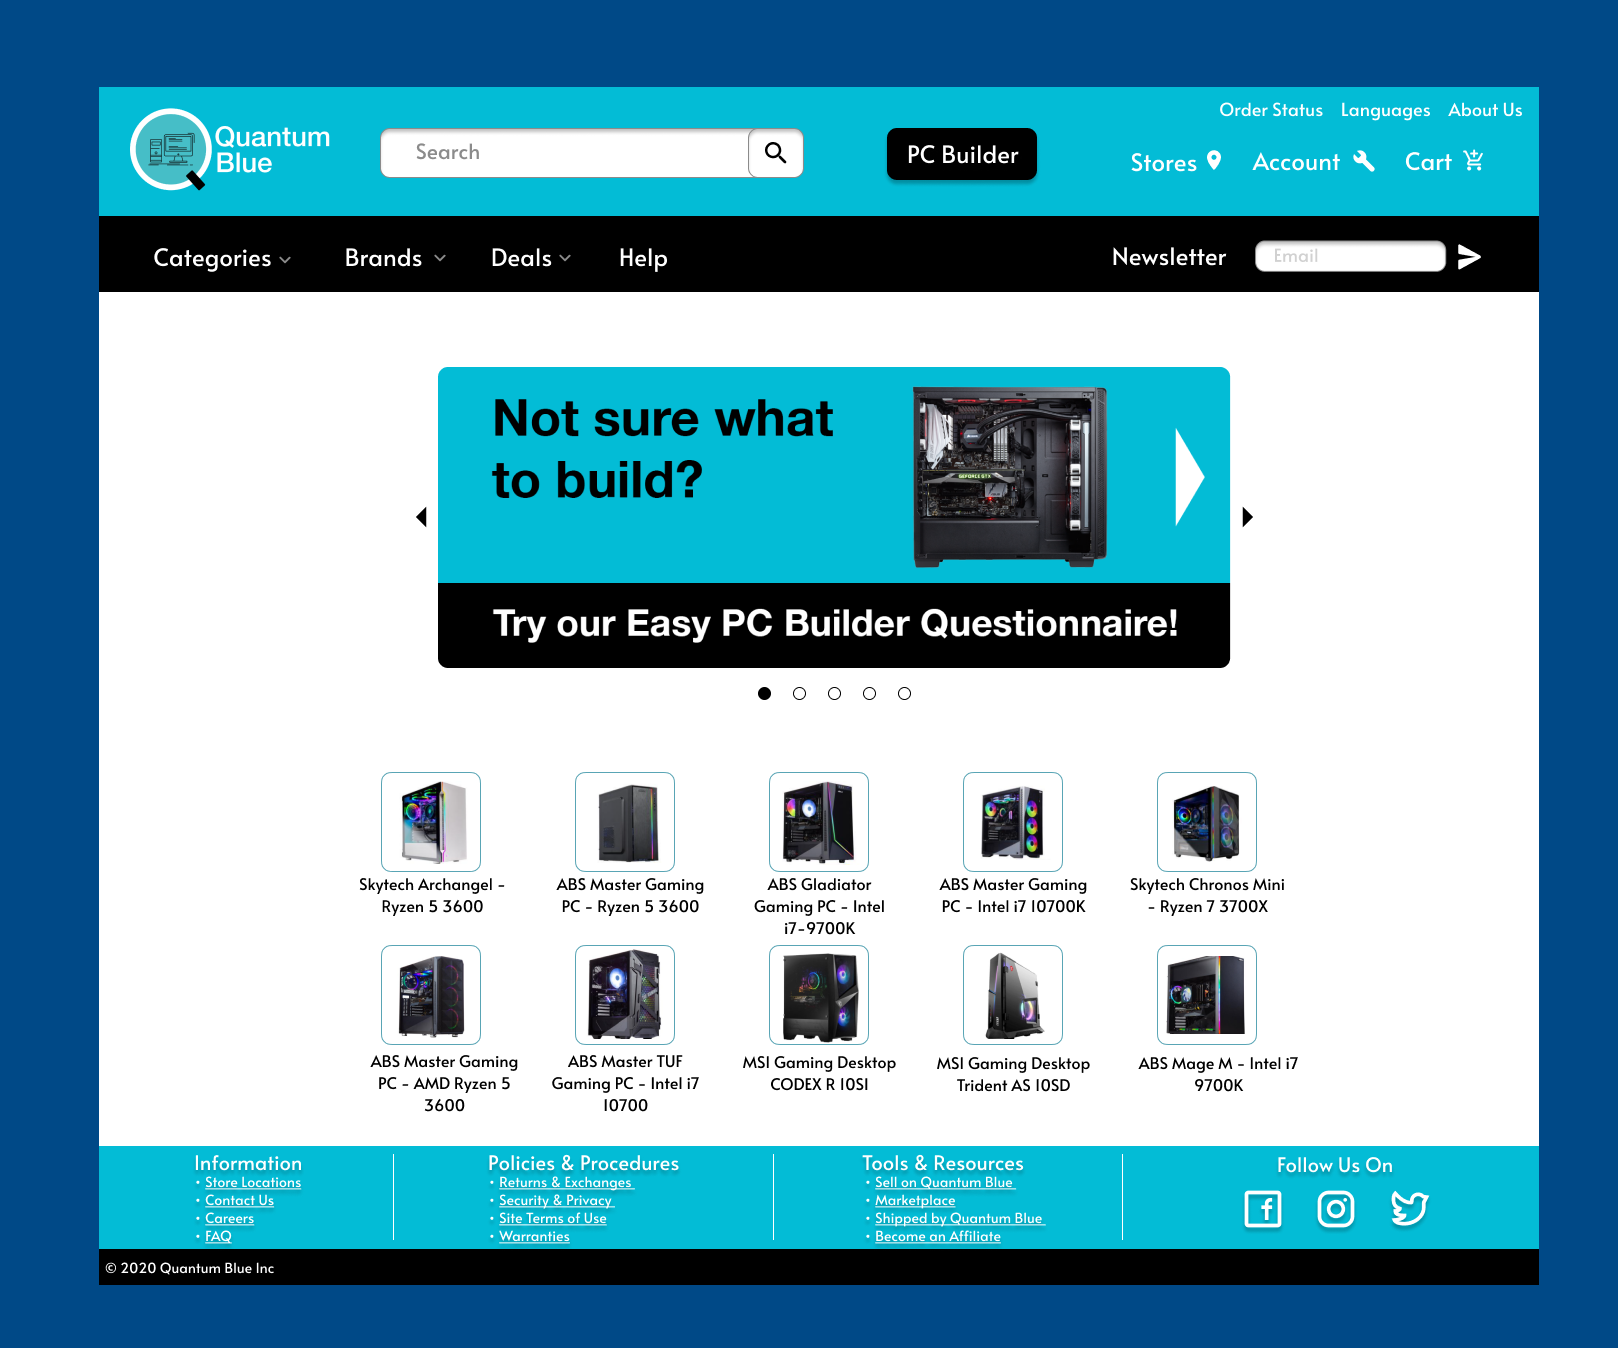 Order Status Languages About Us
Quantum
Blue
Search
PC Builder
Stores
Account
Cart
Categories
Brands
Deals
Help
Newsletter
Email
Not sure what
to build?
GEFORCE GTX
Try our Easy PC Builder Questionnaire!
Skytech Archangel -
Ryzen 5 3600
ABS Master Gaming
PC - Ryzen 5 3600
ABS Gladiator
Gaming PC - Intel
i7-9700K
ABS Master Gaming
PC - Intel i7 10700K
Skytech Chronos Mini
- Ryzen 7 3700X
ABS Master Gaming
PC - AMD Ryzen 5
3600
ABS Master TUF
Gaming PC - Intel i7
10700
MSI Gaming Desktop
CODEX R 10SI
MSI Gaming Desktop
Trident AS 10SD
ABS Mage M - Intel i7
9700K
Information
• Store Locations
• Contact Us
• Careers
• FAQ
Policies & Procedures
• Returns & Exchanges
• Security & Privacy
• Site Terms of Use
• Warranties
Tools & Resources
• Sell on Quantum Blue
• Marketplace
• Shipped by Quantum Blue
• Become an Affiliate
Follow Us On
© 2020 Quantum Blue Inc